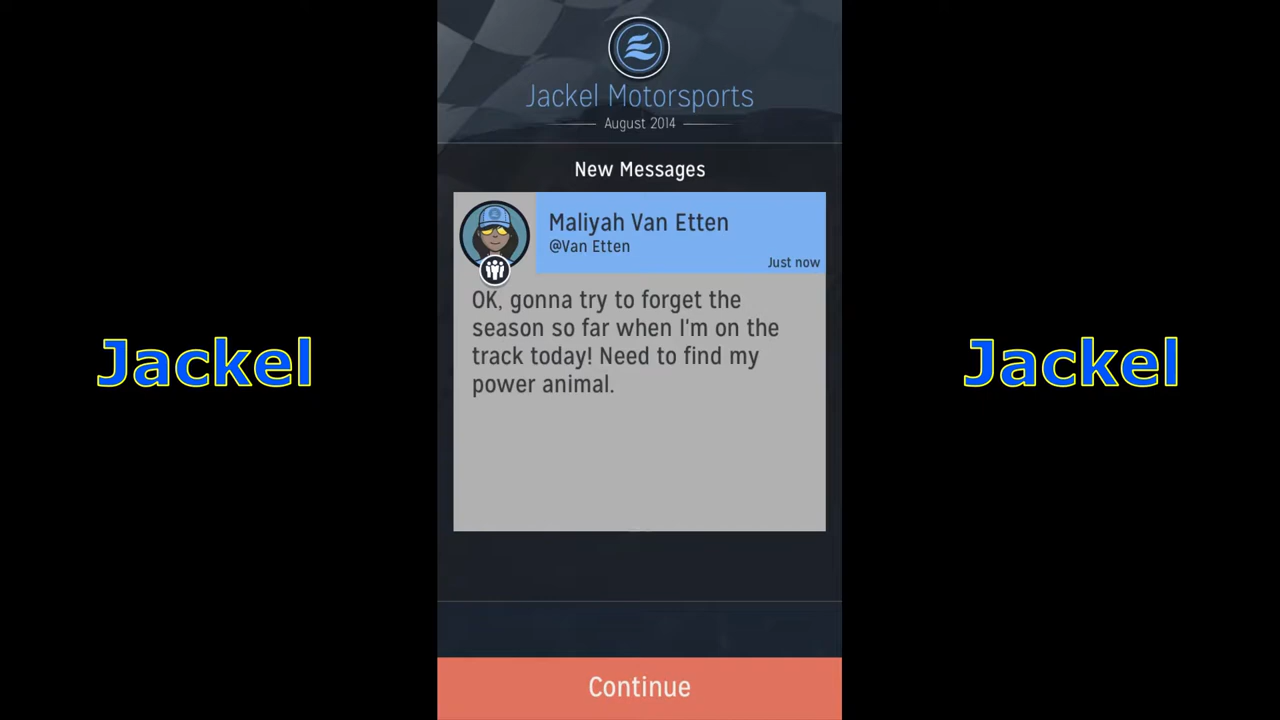 Jackel Motorsports
August 2014
New Messages
Maliyah Van Etten
@Van Etten
Just now
OK, gonna try to forget the
season so far when I'm on the
track today! Need to find my
power animal.
Jackel
Jackel
Continue